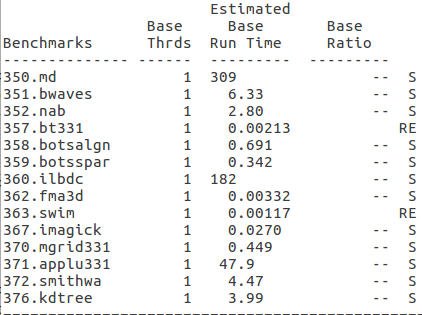 Estimated
                 Base       Base        Base
Benchmarks      Thrds   Run Time       Ratio
-------------- ------  ---------   ---------
350.md               1  309                --  S
351.bwaves           1    6.33             --  S
352.nab              1    2.80             --  S
357.bt331            1    0.00213             RE
358.botsalgn         1    0.691            --  S
359.botsspar         1    0.342            --  S
360.ilbdc            1  182                --  S
362.fma3d            1    0.00332          --  S
363.swim             1    0.00117             RE
367.imagick          1    0.0270           --  S
370.mgrid331         1    0.449            --  S
371.applu331         1   47.9              --  S
372.smithwa          1    4.47             --  S
376.kdtree           1    3.99             --  S
--------------------------------------------------